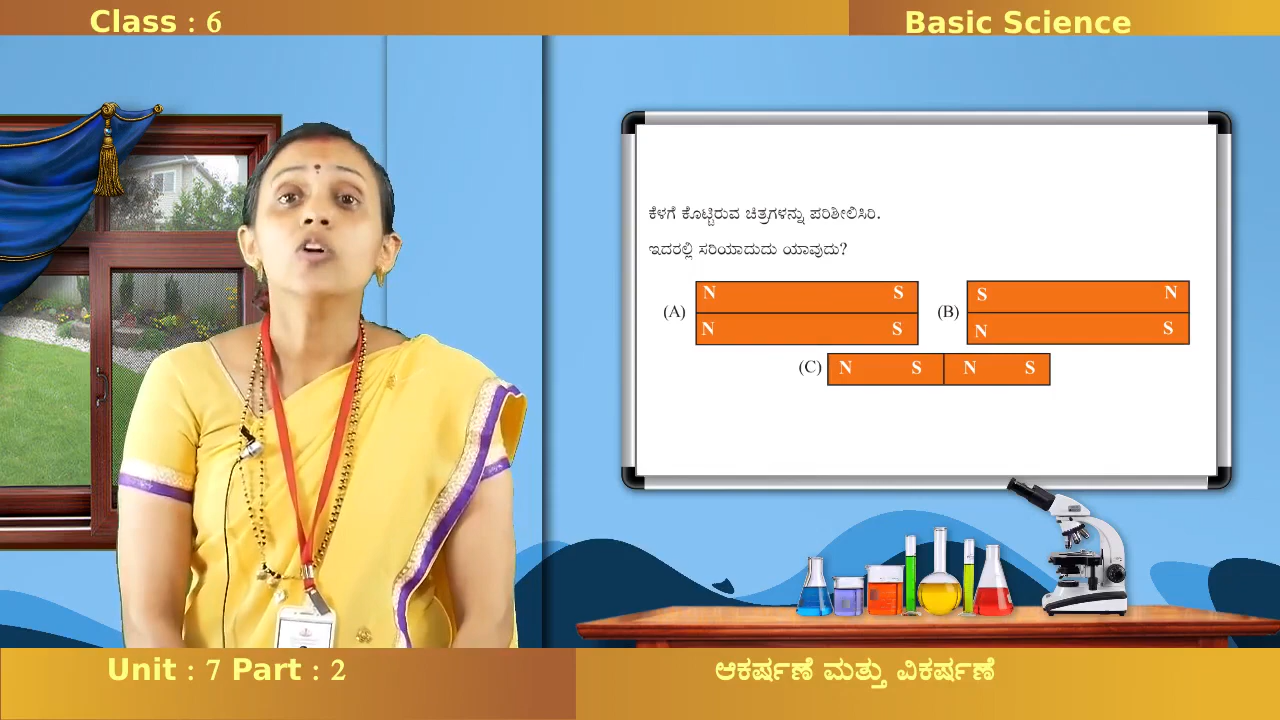 Class : 6
Basic Science
ಕೆಳಗೆ ಕೊಟ್ಟಿರುವ ಚಿತ್ರಗಳನ್ನು ಪರಿಶೀಲಿಸಿರಿ.
ಇದರಲ್ಲಿ ಸರಿಯಾದುದು ಯಾವುದು?
(A) N S (B) S N
N S N S
(C) N S N S
Unit : 7 Part : 2
ಆಕರ್ಷಣೆ ಮತ್ತು ವಿಕರ್ಷಣೆ